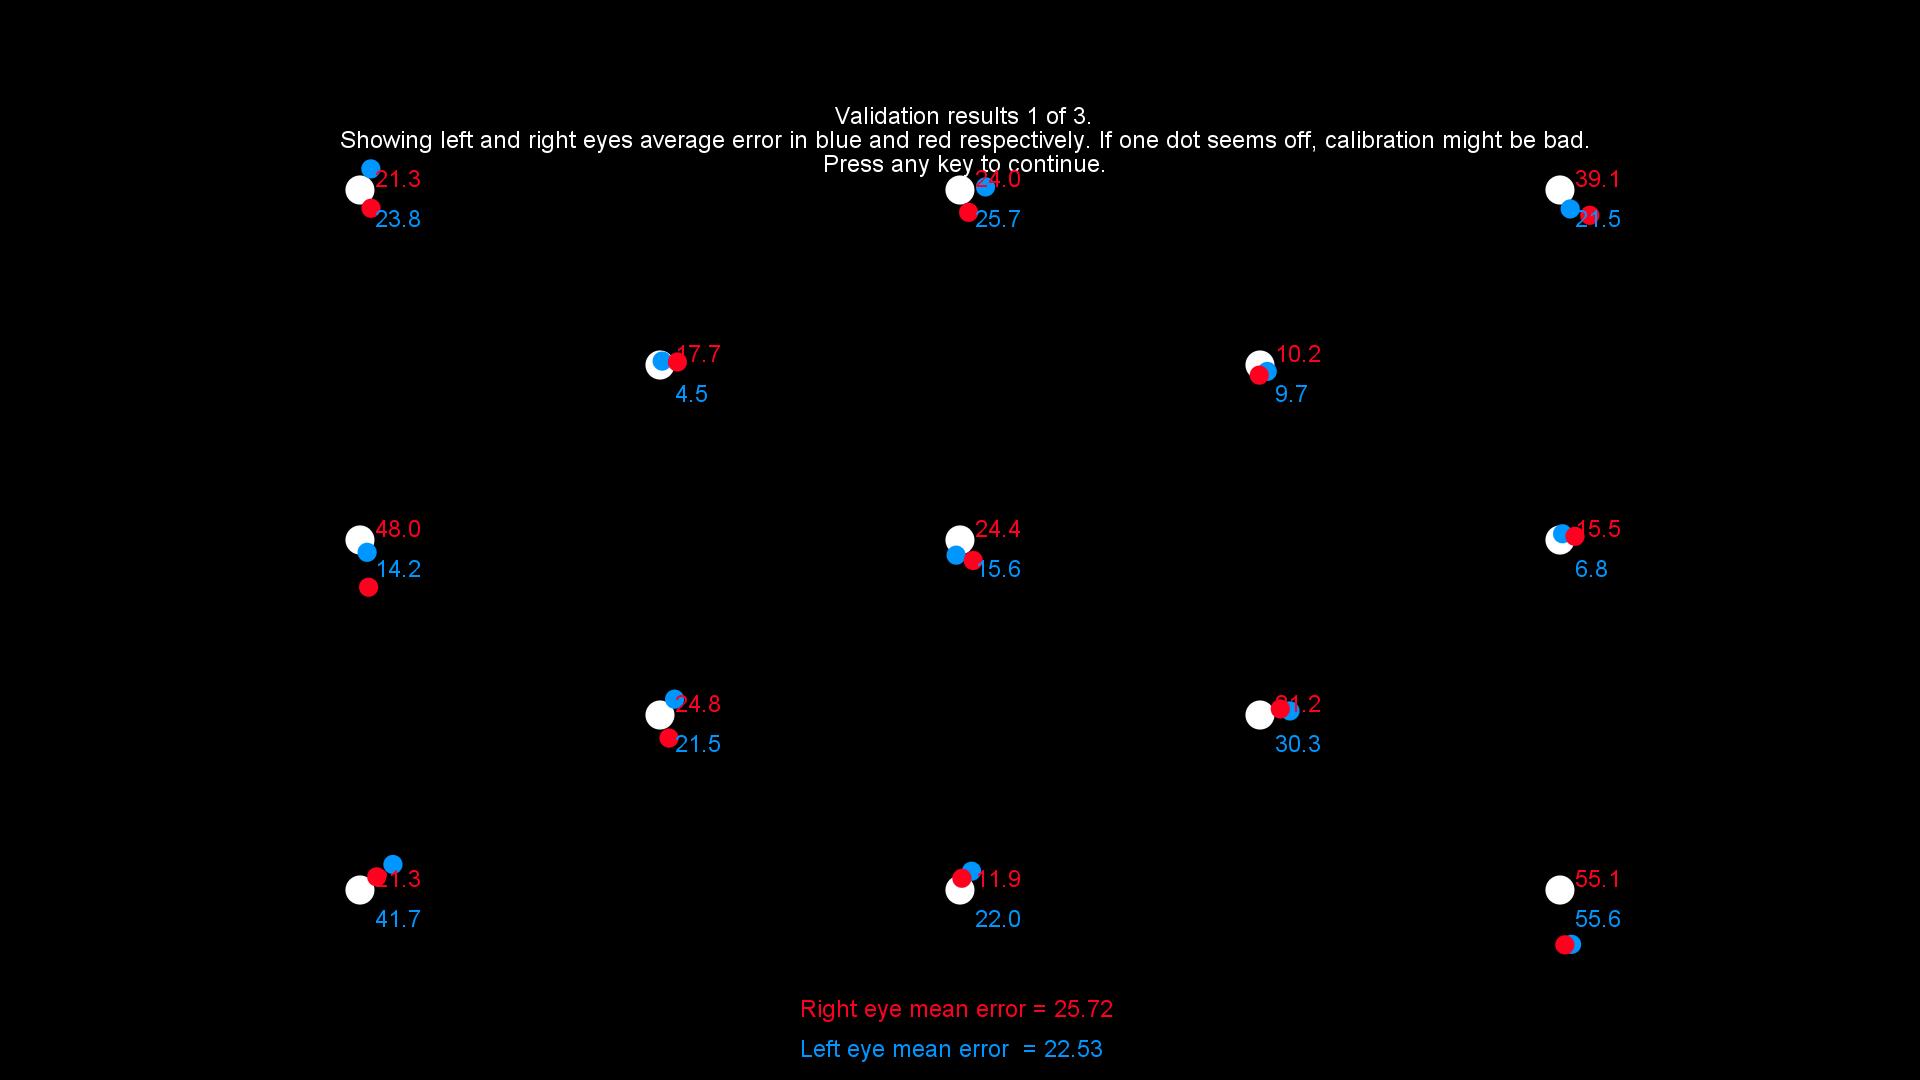 Validation results 1 of 3.
Showing left and right eyes average error in blue and red respectively. If one dot seems off, calibration might be bad.
Press any key to continue.
21.3 24.0 39.1
23.8 25.7 21.5
17.7 10.2
4.5 9.7
48.0 24.4 15.5
14.2 15.6 6.8
24.8 21.2
21.5 30.3
21.3 11.9 55.1
41.7 22.0 55.6
Right eye mean error = 25.72
Left eye mean error = 22.53